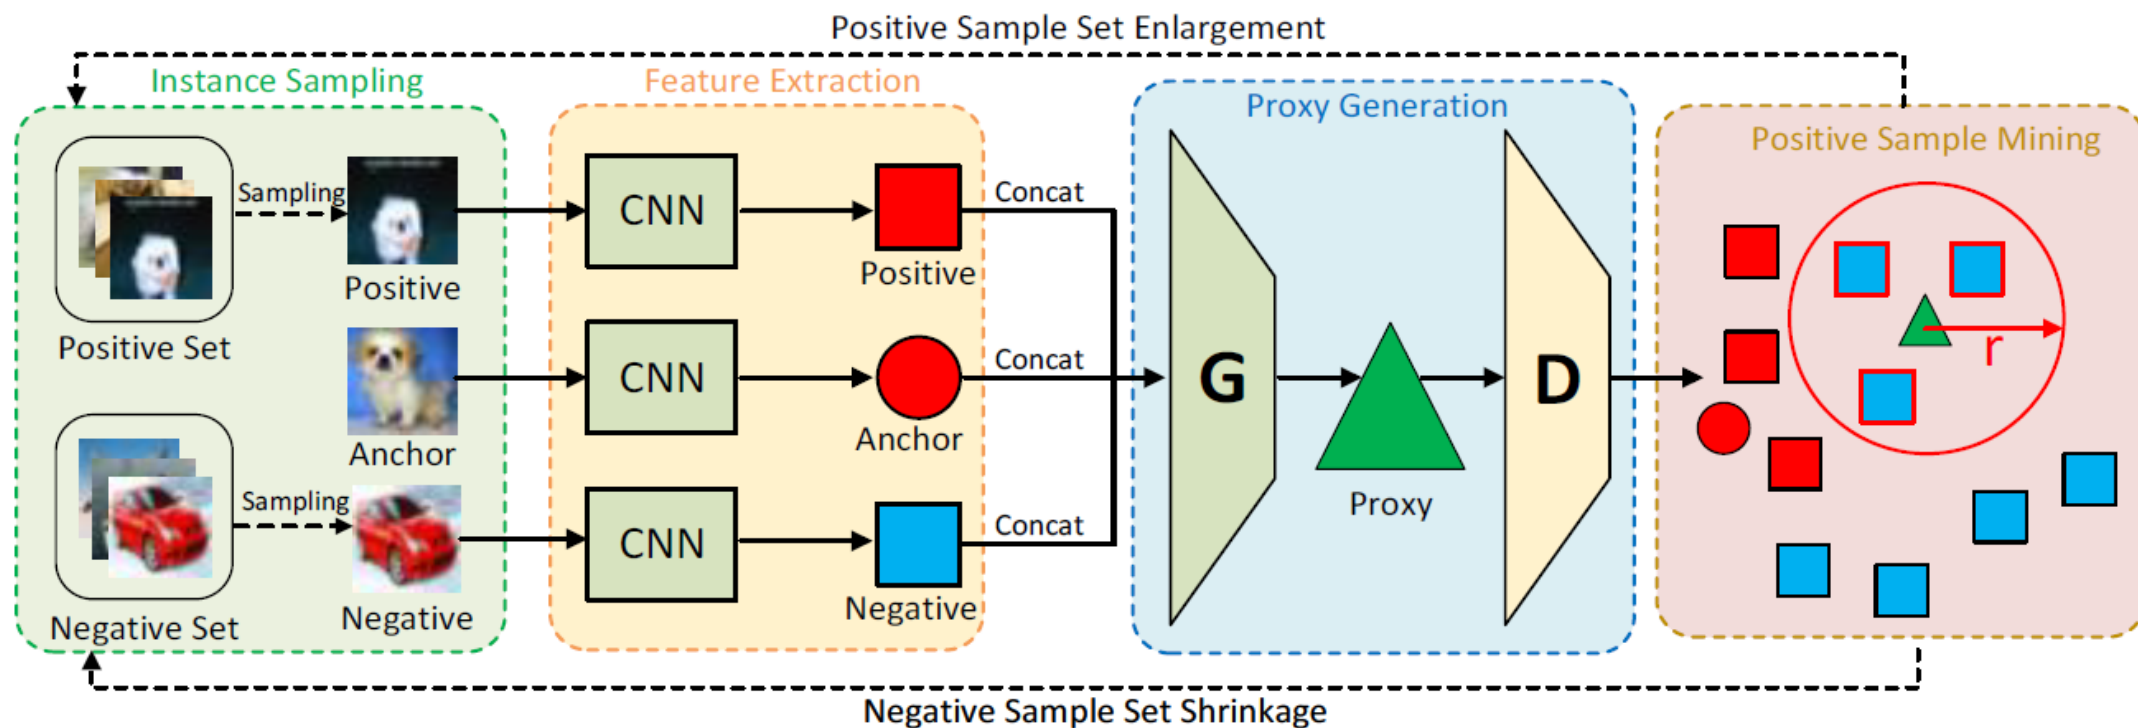 Positive Sample Set Enlargement
Instance Sampling
Feature Extraction
Proxy Generation
Positive Sample Mining
Sampling
CNN
Concat
Positive
Positive
Positive Set
CNN
Concat
G
D
r
Anchor
Anchor
Proxy
Sampling
CNN
Concat
Negative
Negative
Negative Set
Negative Sample Set Shrinkage